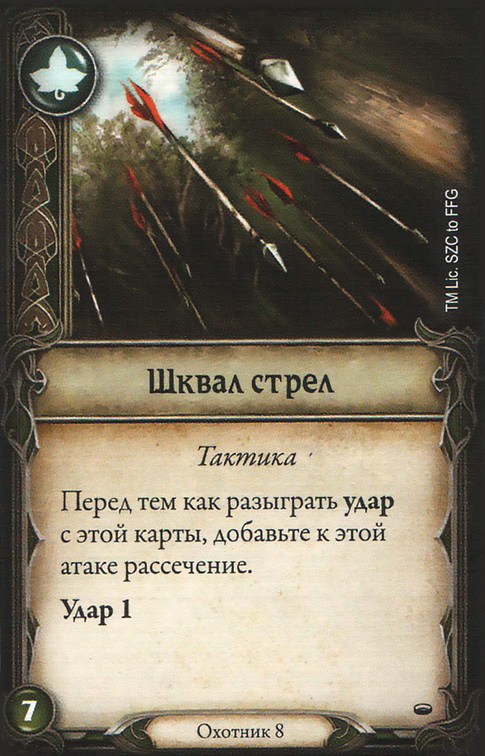 TM Lic. SZC to FFG
Шквал стрел
Тактика
Перед тем как разыграть удар
с этой карты, добавьте к этой
атаке рассечение.
Удар 1
7
Охотник 8